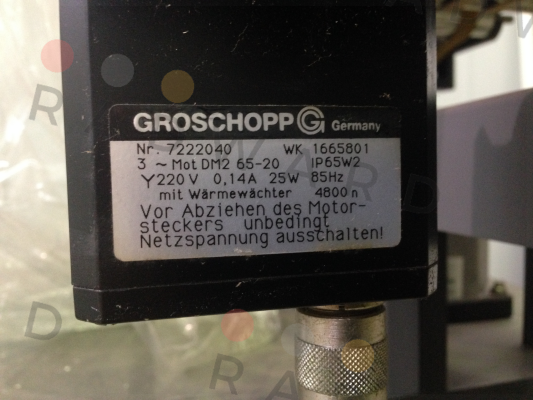 GROSCHOPP G Germany
Nr. 7222040 WK 1665801
3 ~ Mot DM2 65-20 IP65W2
Y 220 V 0,14A 25W 85Hz
mit Wärmewächter 4800 n
Vor Abziehen des Motor-
steckers unbedingt
Netzspannung ausschalten!